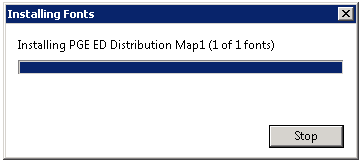 Installing Fonts
Installing PGE ED Distribution Map1 (1 of 1 fonts)
Stop